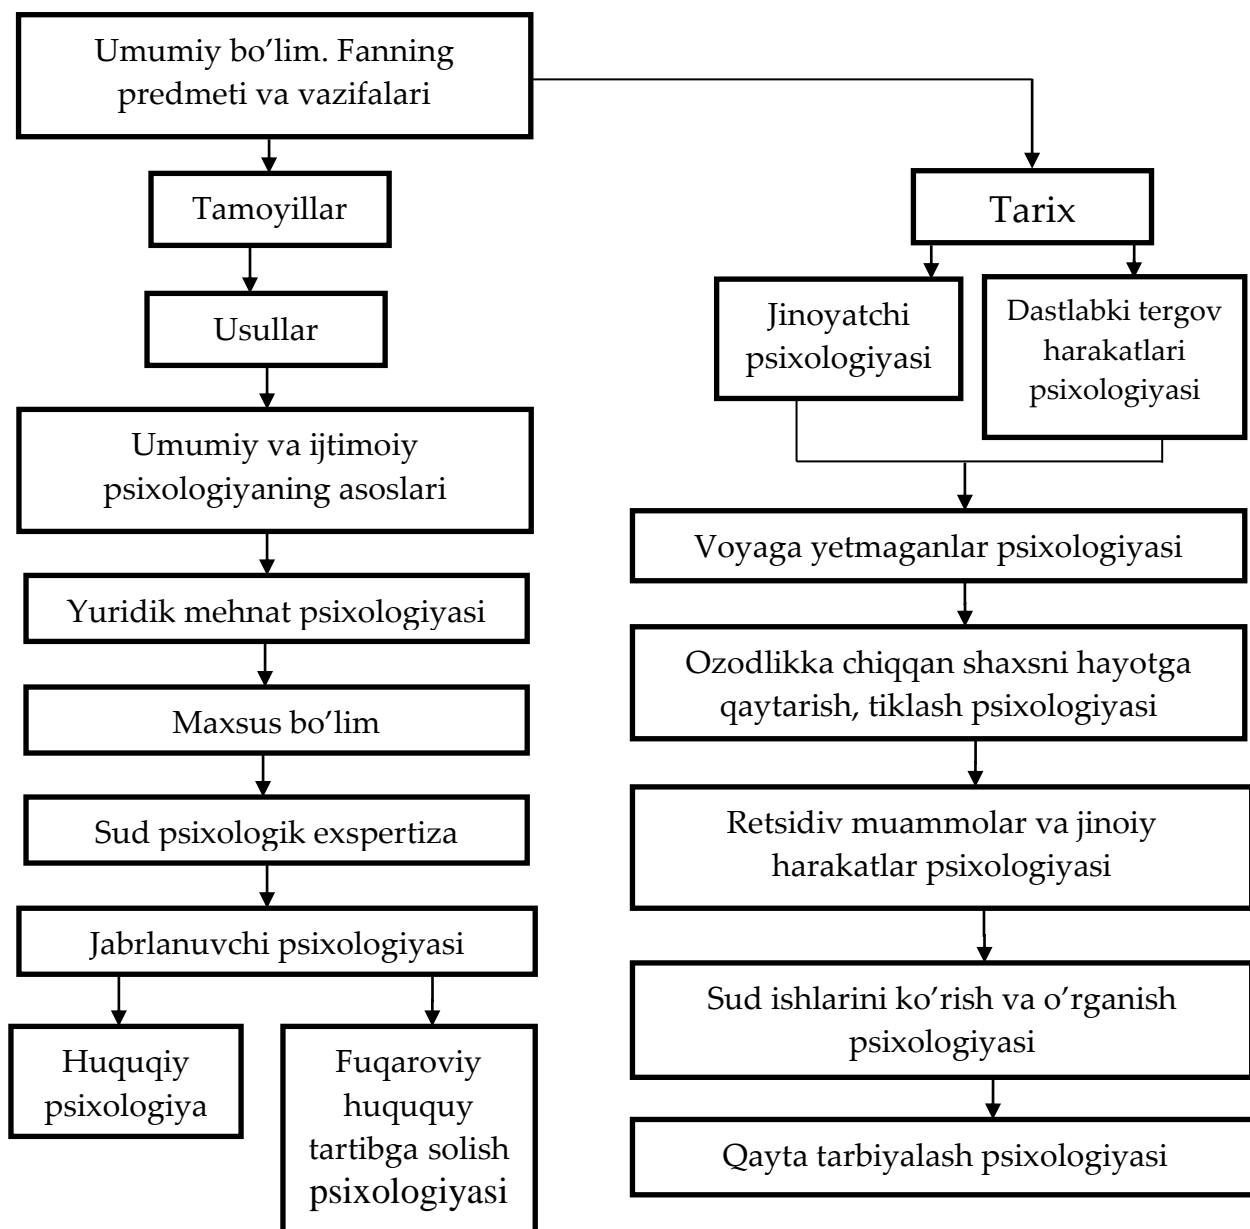 Umumiy bo’lim. Fanning
predmeti va vazifalari
Tamoyillar
Usullar
Umumiy va ijtimoiy
psixologiyaning asoslari
Yuridik mehnat psixologiyasi
Maxsus bo’lim
Sud psixologik exspertiza
Jabrlanuvchi psixologiyasi
Huquqiy
psixologiya
Fuqaroviy
huququy
tartibga solish
psixologiyasi
Tarix
Jinoyatchi
psixologiyasi
Dastlabki tergov
harakatlari
psixologiyasi
Voyaga yetmaganlar psixologiyasi
Ozodlikka chiqqan shaxsni hayotga
qaytarish, tiklash psixologiyasi
Retsidiv muammolar va jinoiy
harakatlar psixologiyasi
Sud ishlarini ko’rish va o’rganish
psixologiyasi
Qayta tarbiyalash psixologiyasi